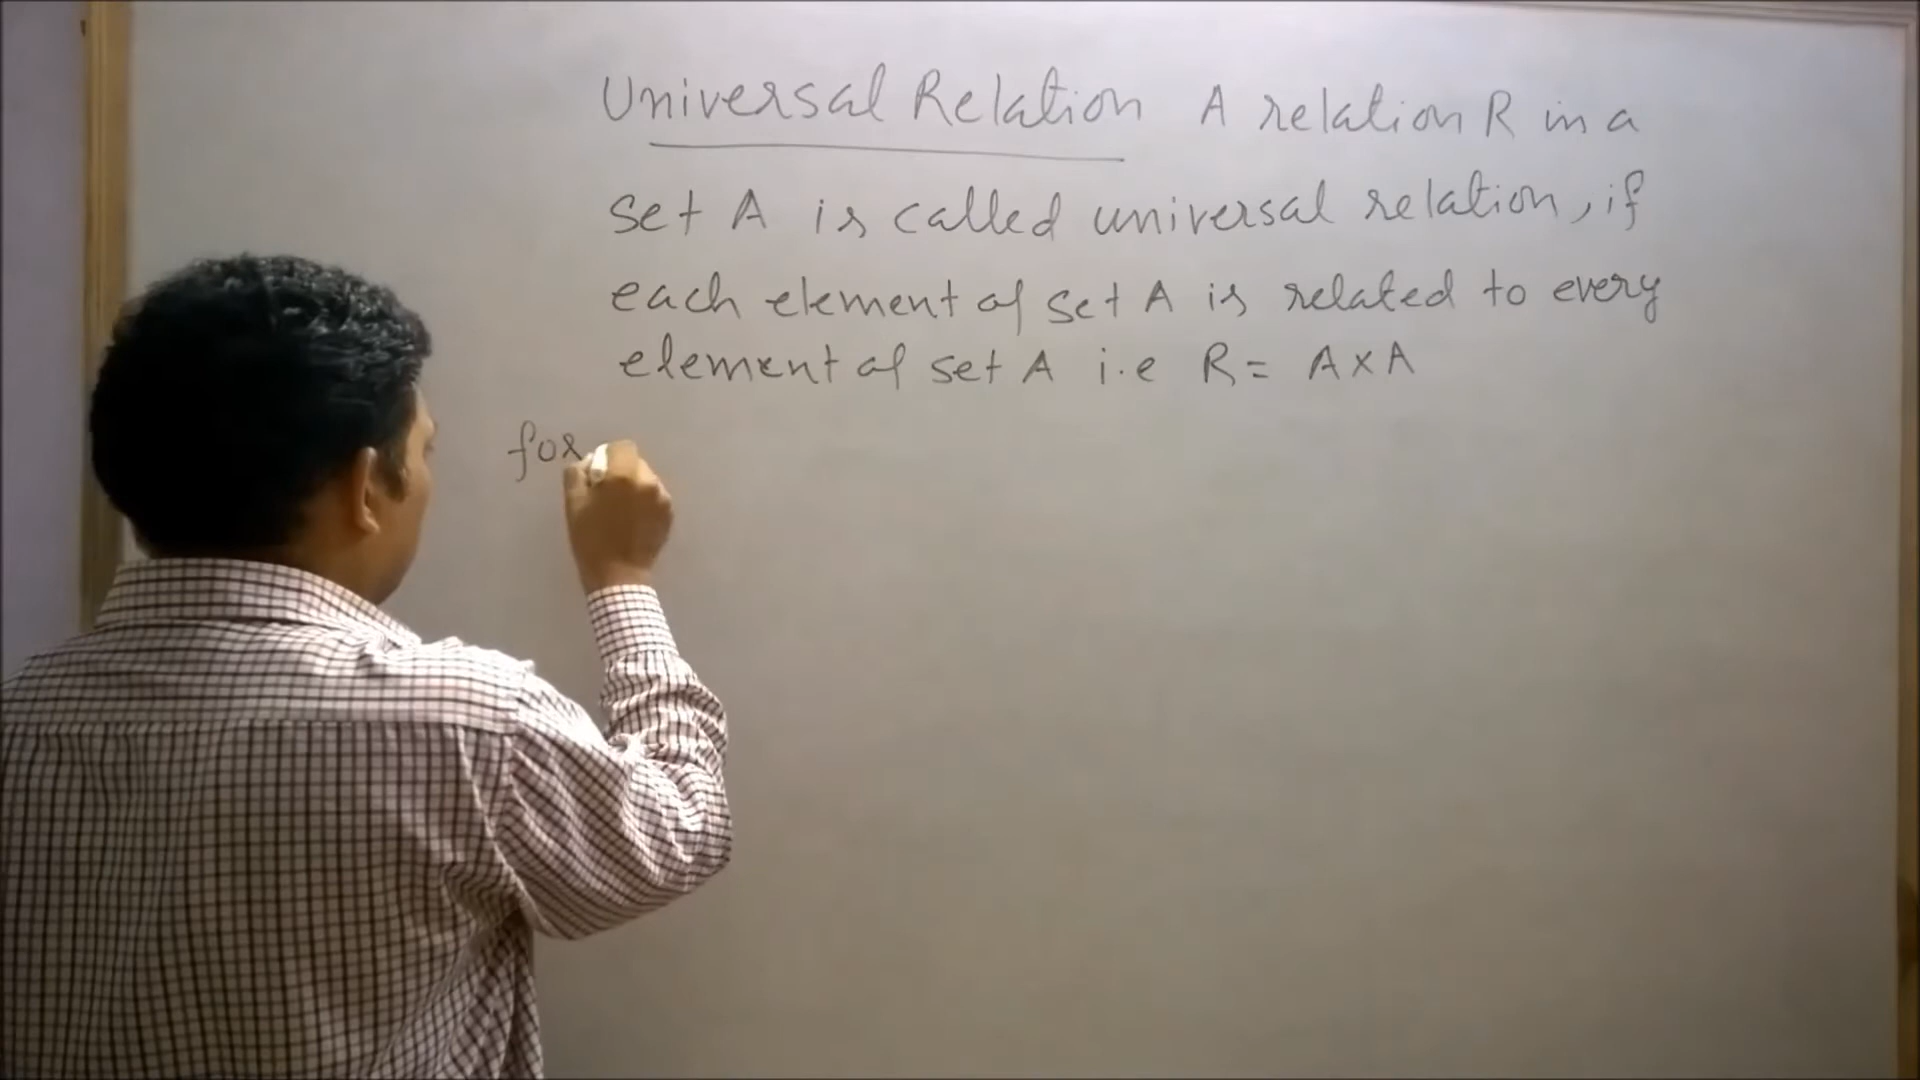 Universal Relation A relation R in a
set A is called universal relation, if
each element of set A is related to every
element of set A i.e R = A × A
for